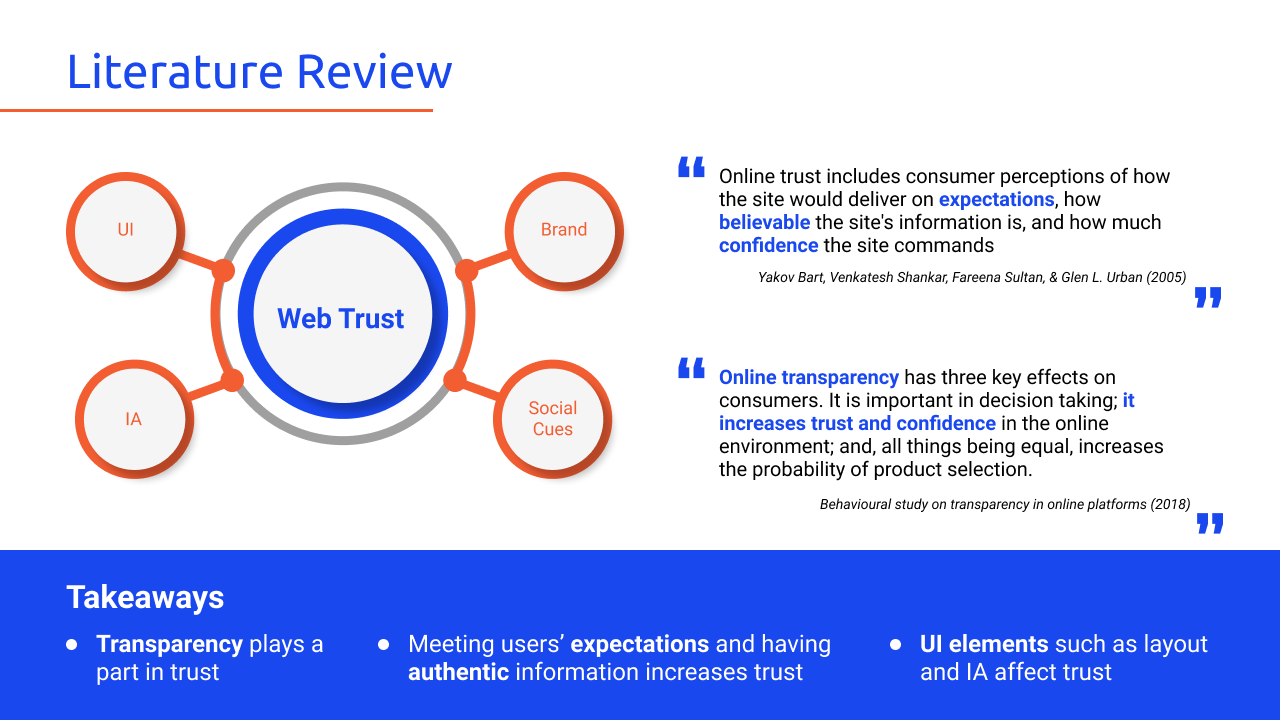 Literature Review
UI
Brand
Web Trust
IA
Social
Cues
“
Online trust includes consumer perceptions of how
the site would deliver on expectations, how
believable the site's information is, and how much
confidence the site commands
Yakov Bart, Venkatesh Shankar, Fareena Sultan, & Glen L. Urban (2005)
”
“
Online transparency has three key effects on
consumers. It is important in decision taking; it
increases trust and confidence in the online
environment; and, all things being equal, increases
the probability of product selection.
Behavioural study on transparency in online platforms (2018)
”
Takeaways
● Transparency plays a
part in trust
● Meeting users’ expectations and having
authentic information increases trust
● UI elements such as layout
and IA affect trust